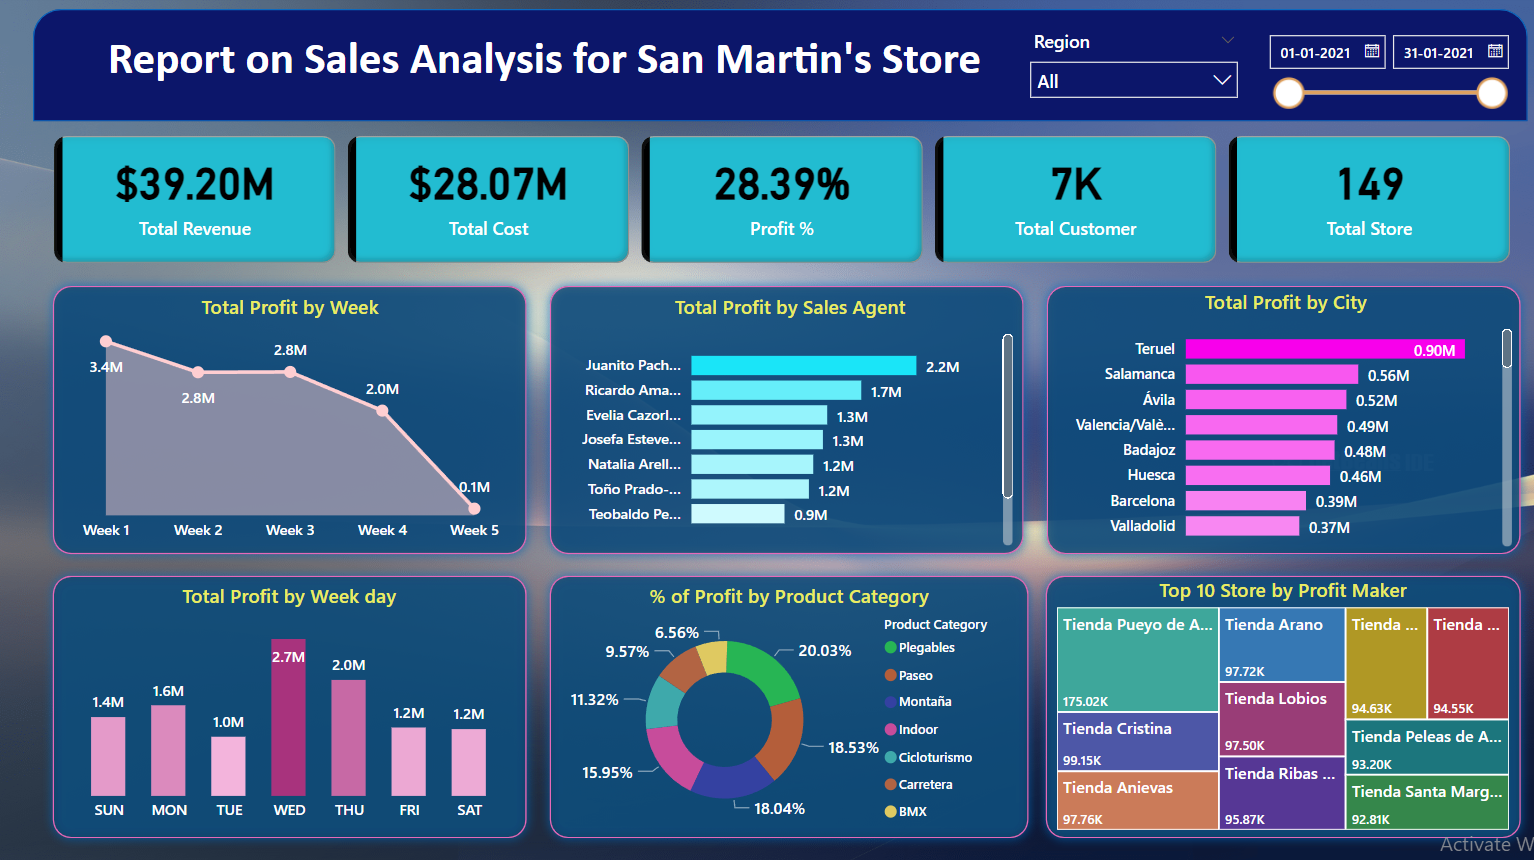 Report on Sales Analysis for San Martin's Store
Region
All
01-01-2021
31-01-2021
$39.20M
Total Revenue
$28.07M
Total Cost
28.39%
Profit %
7K
Total Customer
149
Total Store
Total Profit by Week
3.4M
2.8M
2.8M
2.0M
0.1M
Week 1
Week 2
Week 3
Week 4
Week 5
Total Profit by Sales Agent
Juanito Pach... 2.2M
Ricardo Ama... 1.7M
Evelia Cazorl... 1.3M
Josefa Esteve... 1.3M
Natalia Arell... 1.2M
Toño Prado-... 1.2M
Teobaldo Pe... 0.9M
Total Profit by City
Teruel 0.90M
Salamanca 0.56M
Ávila 0.52M
Valencia/Valè... 0.49M
Badajoz 0.48M
Huesca 0.46M
Barcelona 0.39M
Valladolid 0.37M
Total Profit by Week day
1.4M
1.6M
1.0M
2.7M
2.0M
1.2M
1.2M
SUN
MON
TUE
WED
THU
FRI
SAT
% of Profit by Product Category
20.03%
18.53%
18.04%
15.95%
11.32%
9.57%
6.56%
Product Category
Plegables
Paseo
Montaña
Indoor
Cicloturismo
Carretera
BMX
Top 10 Store by Profit Maker
Tienda Pueyo de A...
175.02K
Tienda Cristina
99.15K
Tienda Anievas
97.76K
Tienda Arano
97.72K
Tienda Lobios
97.50K
Tienda Ribas ...
95.87K
Tienda ...
94.63K
Tienda ...
94.55K
Tienda Peleas de A...
93.20K
Tienda Santa Marg...
92.81K
Activate W